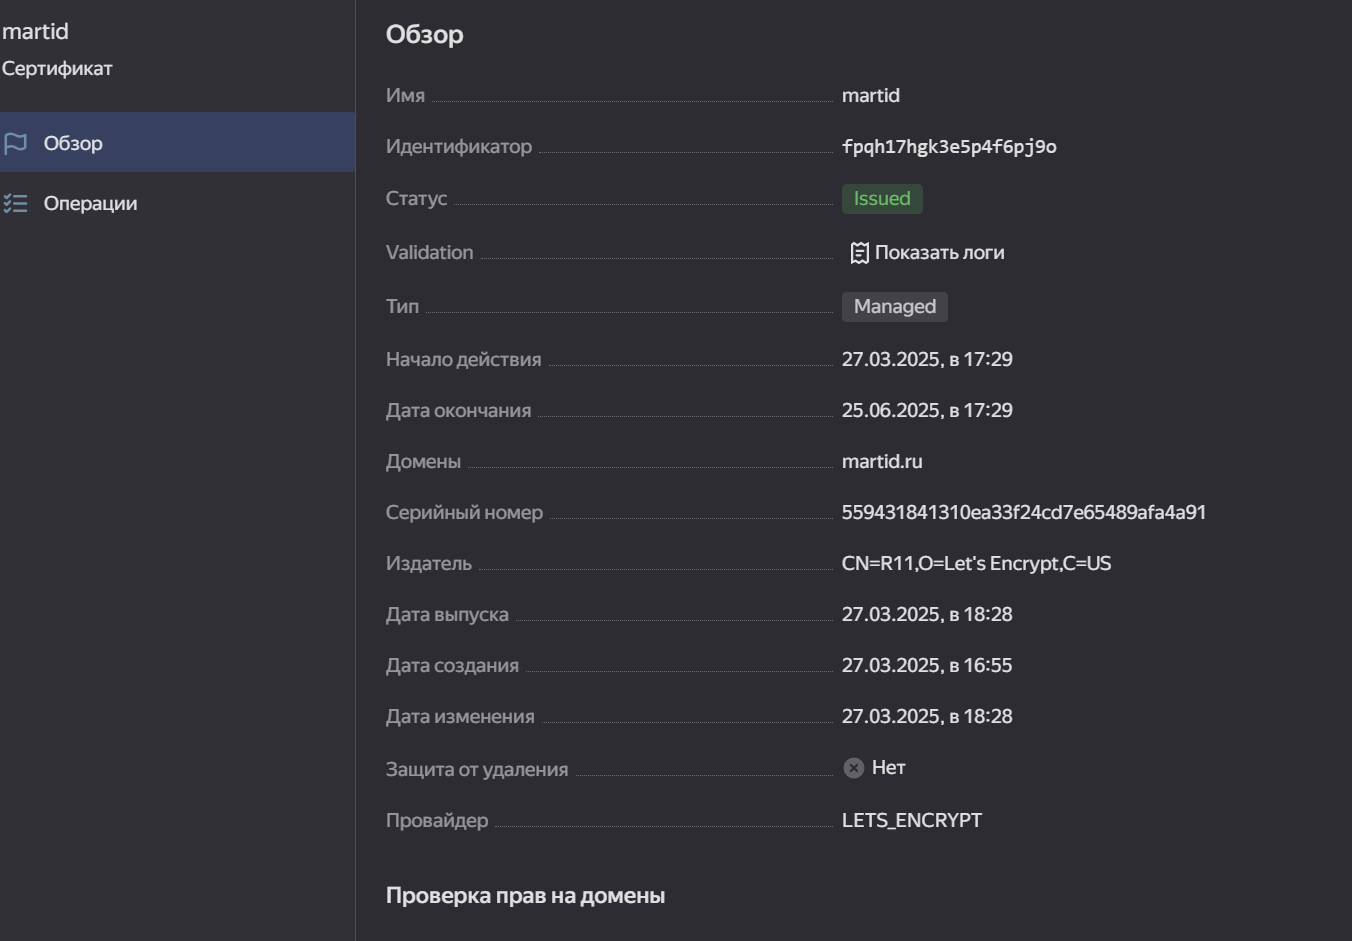 martid
Сертификат
Обзор
Операции
Обзор
Имя martid
Идентификатор fpqh17hgk3e5p4f6pj9o
Статус Issued
Validation Показать логи
Тип Managed
Начало действия 27.03.2025, в 17:29
Дата окончания 25.06.2025, в 17:29
Домены martid.ru
Серийный номер 559431841310ea33f24cd7e65489afa4a91
Издатель CN=R11,O=Let's Encrypt,C=US
Дата выпуска 27.03.2025, в 18:28
Дата создания 27.03.2025, в 16:55
Дата изменения 27.03.2025, в 18:28
Защита от удаления Нет
Провайдер LETS_ENCRYPT
Проверка прав на домены